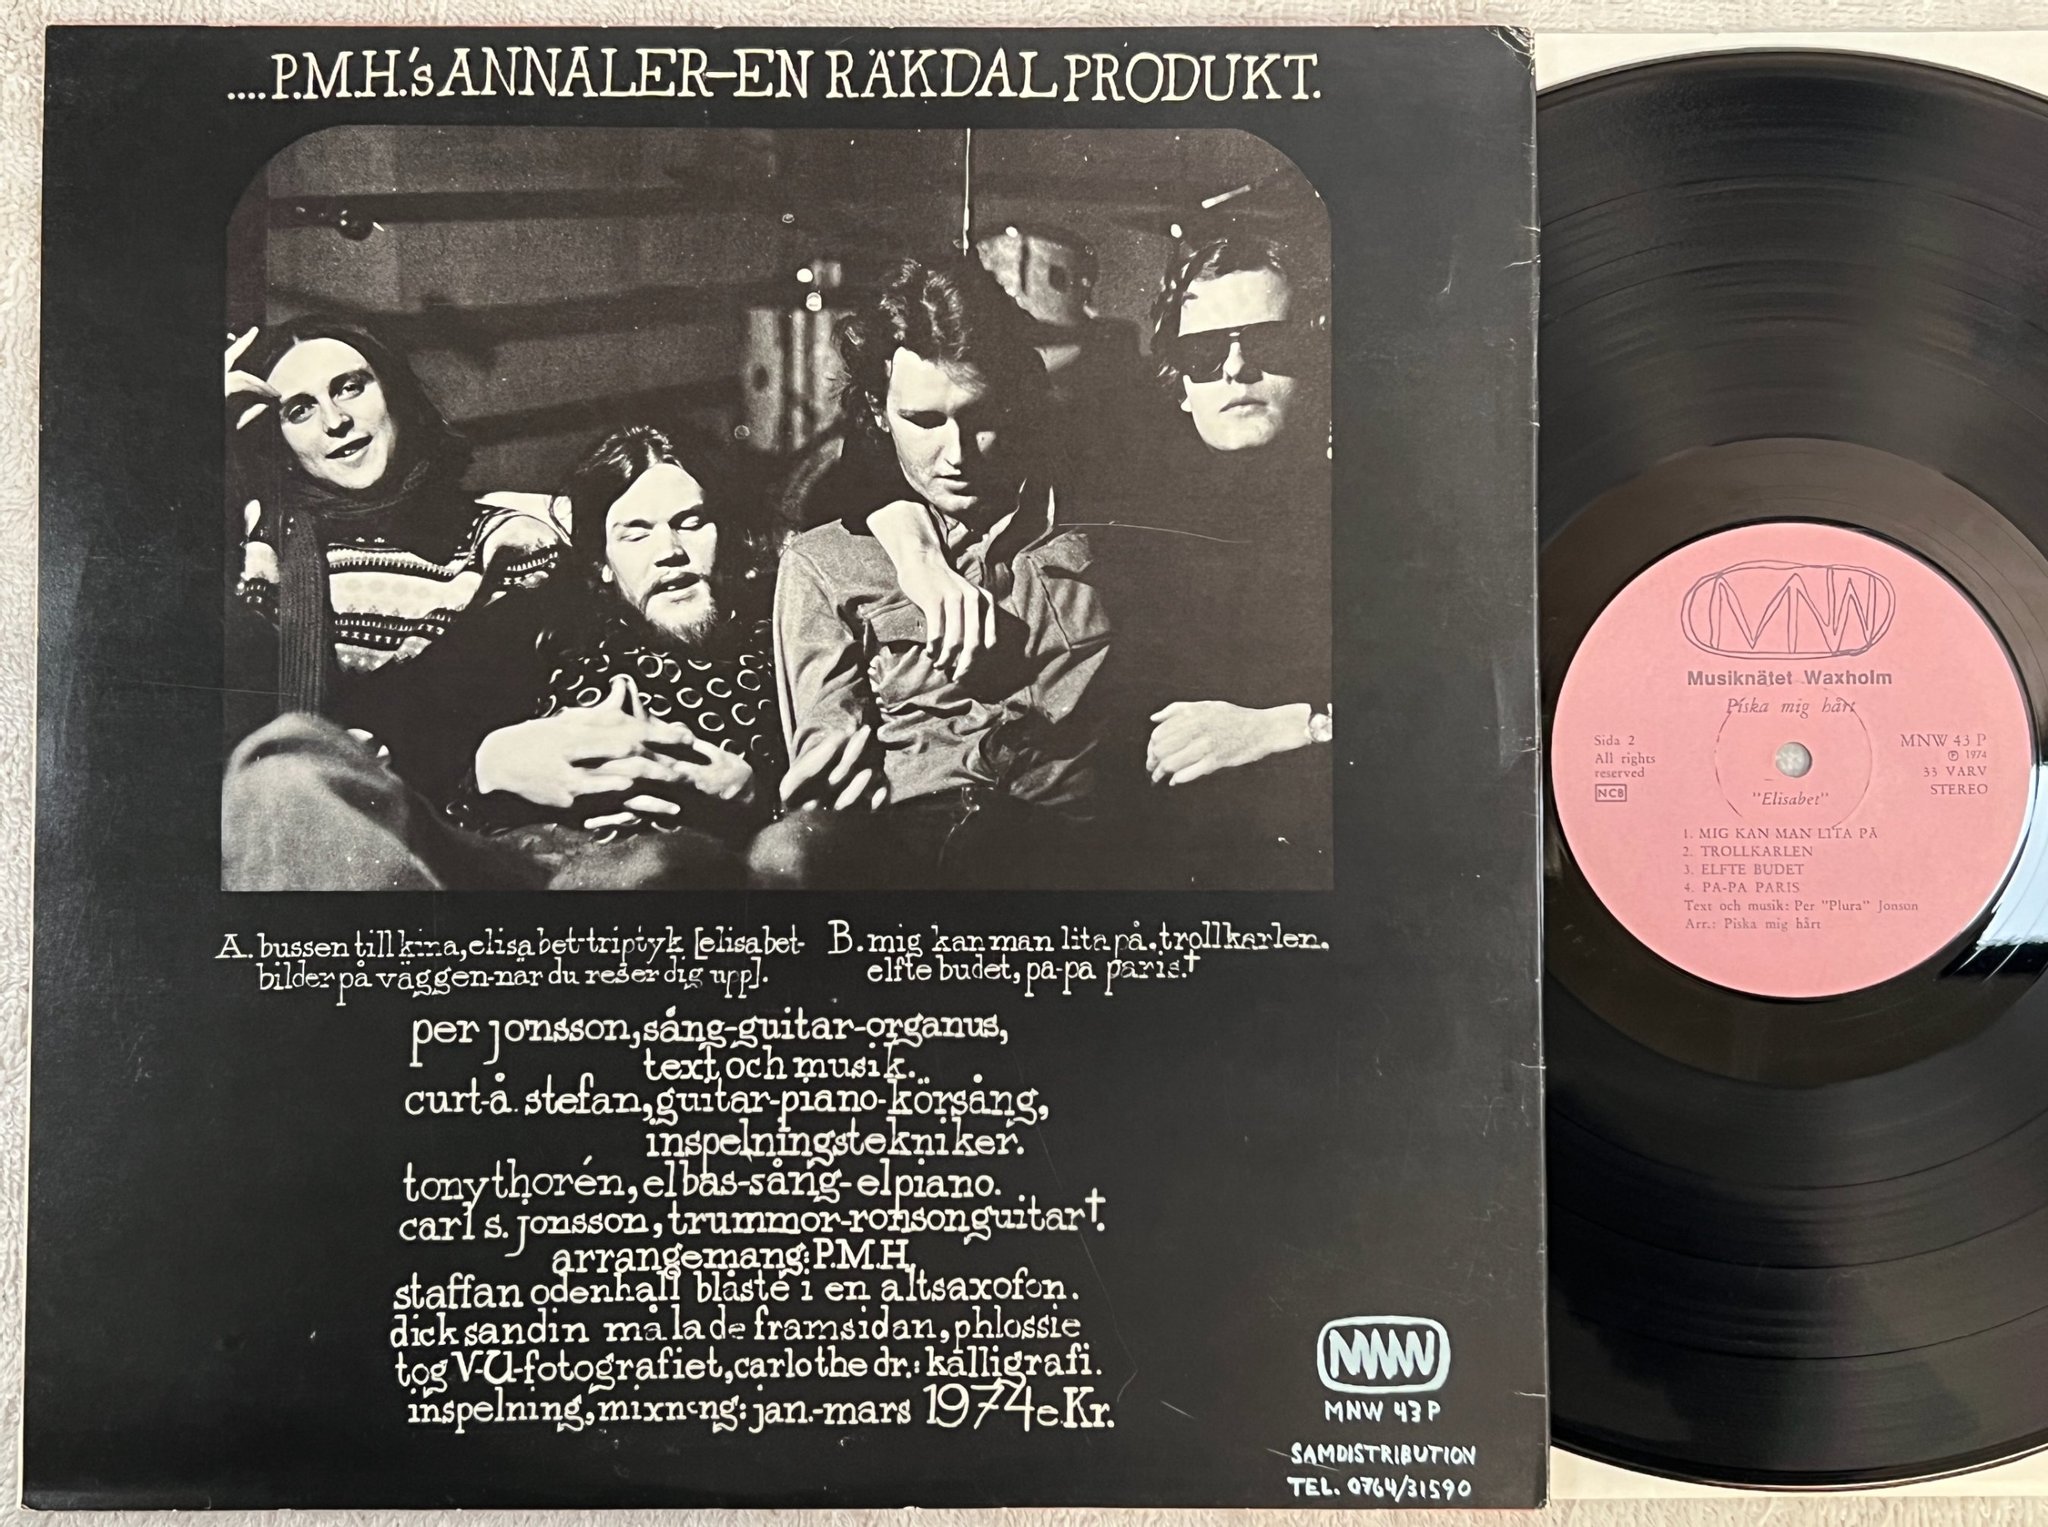 ....P.M.H.'s ANNALER–EN RÄKDAL PRODUKT.
A. bussen till kina, elisabet-triptyk [elisabet-
bilder på väggen-när du reser dig upp].
B. mig kan man lita på. trollkarlen.
elfte budet, pa-pa paris.†
per jonsson, sång-guitar-organus,
text och musik.
curt-å. stefan, guitar-piano-körsång,
inspelningstekniker.
tony thorén, elbas-sång-elpiano.
carl s. jonsson, trummor-ronsonguitar†.
arrangemang: P.M.H.
staffan odenhall blåste i en altsaxofon.
dick sandin målade framsidan, phlossie
tog V-U-fotografiet, carlothe dr.: kalligrafi.
inspelning, mixning: jan.-mars 1974 e.Kr.
MNW
MNW 43 P
SAMDISTRIBUTION
TEL. 0764/31590
MNW
Musiknätet Waxholm
Piska mig hårt
Sida 2
All rights
reserved
NCB
MNW 43 P
℗ 1974
33 VARV
STEREO
"Elisabet"
1. MIG KAN MAN LITA PÅ
2. TROLLKARLEN
3. ELFTE BUDET
4. PA-PA PARIS
Text och musik: Per "Plura" Jonson
Arr.: Piska mig hårt